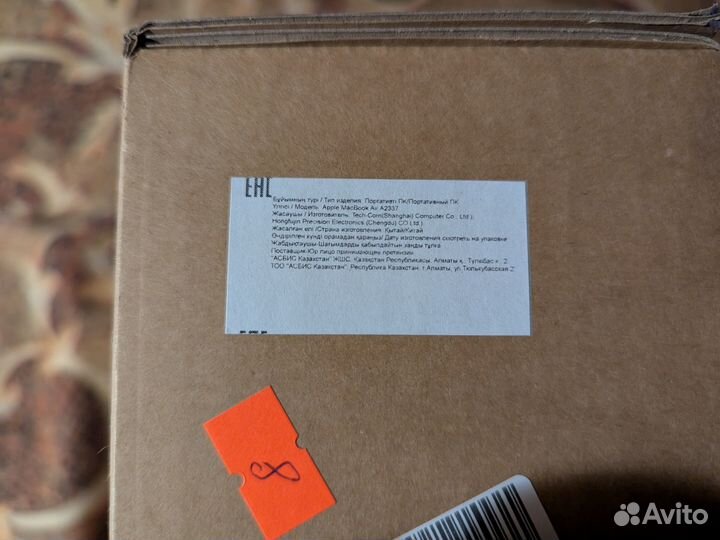 EAC
Бұйымның түрі / Тип изделия: Портативті ПК/Портативный ПК
Үлгісі / Модель: Apple MacBook Air A2337
Жасаушы / Изготовитель: Tech-Com(Shanghai) Computer Co., Ltd.),
Hongfujin Precision Electronics (Chengdu) CO.Ltd.)
Жасалған елі /Страна изготовления: Қытай/Китай
Өндірілген күнді орамадан қараңыз/ Дату изготовления смотреть на упаковке
Жабдықтаушы-Шағымдарды қабылдайтын заңды тұлға
Поставщик-Юр лицо принимающее претензии
"АСБИС Казахстан" ЖШС, Казахстан Республикасы, Алматы қ., Түлкібас к., 2
ТОО "АСБИС Казахстан", Республика Казахстан, г.Алматы, ул.Тюлькубасская 2
8
Avito